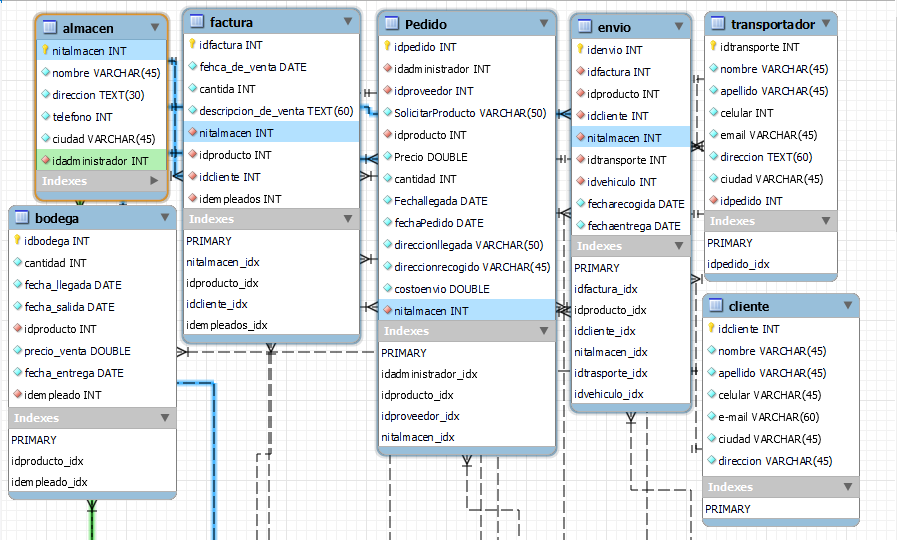 almacen
nitalmacen INT
nombre VARCHAR(45)
direccion TEXT(30)
telefono INT
ciudad VARCHAR(45)
idadministrador INT
Indexes
bodega
idbodega INT
cantidad INT
fecha_llegada DATE
fecha_salida DATE
idproducto INT
precio_venta DOUBLE
fecha_entrega DATE
idempleado INT
Indexes
PRIMARY
idproducto_idx
idempleado_idx
factura
idfactura INT
fehca_de_venta DATE
cantida INT
descripcion_de_venta TEXT(60)
nitalmacen INT
idproducto INT
idcliente INT
idempleados INT
Indexes
PRIMARY
nitalmacen_idx
idproducto_idx
idcliente_idx
idempleados_idx
Pedido
idpedido INT
idadministrador INT
idproveedor INT
SolicitarProducto VARCHAR(50)
idproducto INT
Precio DOUBLE
cantidad INT
Fechallegada DATE
fechaPedido DATE
direccionllegada VARCHAR(50)
direccionrecogido VARCHAR(45)
costoenvio DOUBLE
nitalmacen INT
Indexes
PRIMARY
idadministrador_idx
idproducto_idx
idproveedor_idx
nitalmacen_idx
envio
idenvio INT
idfactura INT
idproducto INT
idcliente INT
nitalmacen INT
idtransporte INT
idvehiculo INT
fecharecogida DATE
fechaentrega DATE
Indexes
PRIMARY
idfactura_idx
idproducto_idx
idcliente_idx
nitalmacen_idx
idtrasporte_idx
idvehiculo_idx
transportador
idtransporte INT
nombre VARCHAR(45)
apellido VARCHAR(45)
celular INT
email VARCHAR(45)
direccion TEXT(60)
ciudad VARCHAR(45)
idpedido INT
Indexes
PRIMARY
idpedido_idx
cliente
idcliente INT
nombre VARCHAR(45)
apellido VARCHAR(45)
celular VARCHAR(45)
e-mail VARCHAR(60)
ciudad VARCHAR(45)
direccion VARCHAR(45)
Indexes
PRIMARY